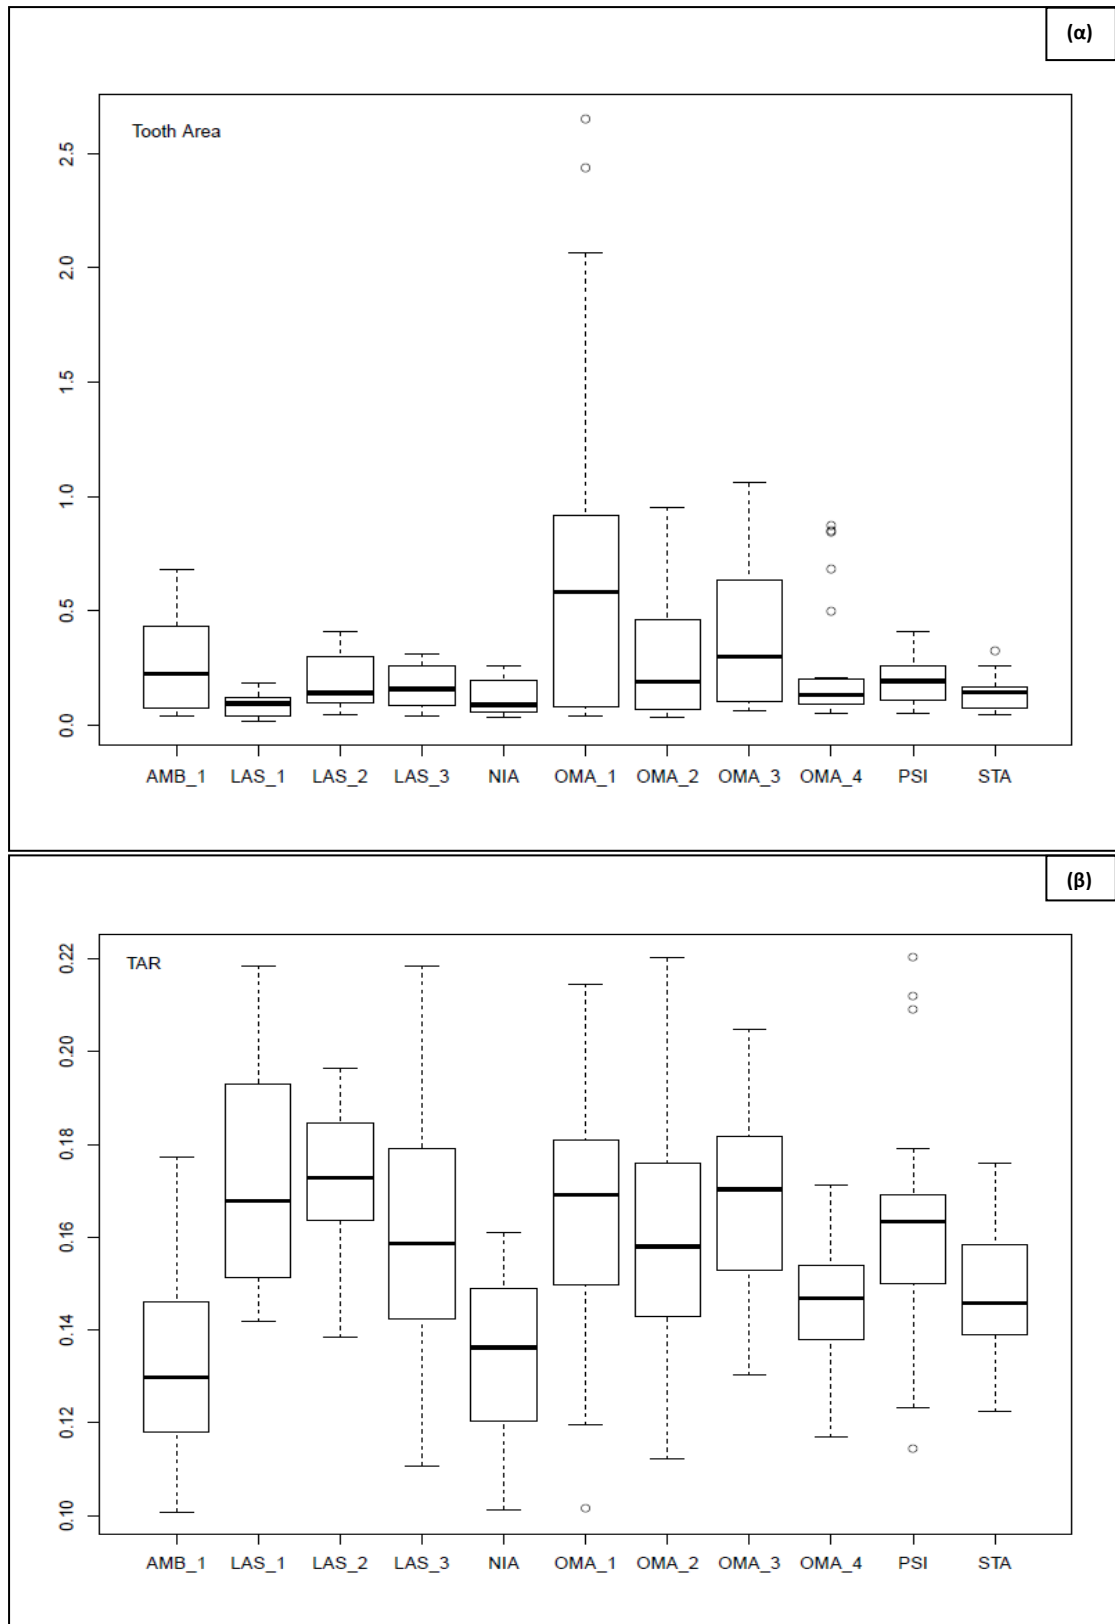 (α)
Tooth Area
2.5
2.0
1.5
1.0
0.5
0.0
AMB_1 LAS_1 LAS_2 LAS_3 NIA OMA_1 OMA_2 OMA_3 OMA_4 PSI STA
(β)
TAR
0.22
0.20
0.18
0.16
0.14
0.12
0.10
AMB_1 LAS_1 LAS_2 LAS_3 NIA OMA_1 OMA_2 OMA_3 OMA_4 PSI STA